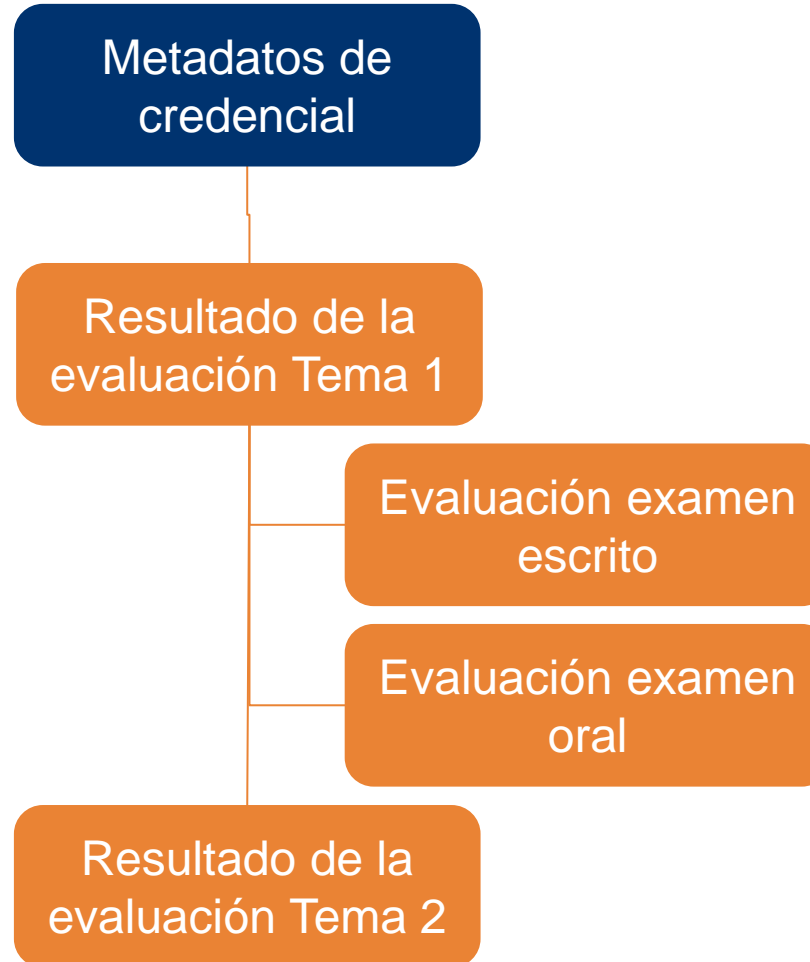 Metadatos de
credencial
Resultado de la
evaluación Tema 1
Evaluación examen
escrito
Evaluación examen
oral
Resultado de la
evaluación Tema 2